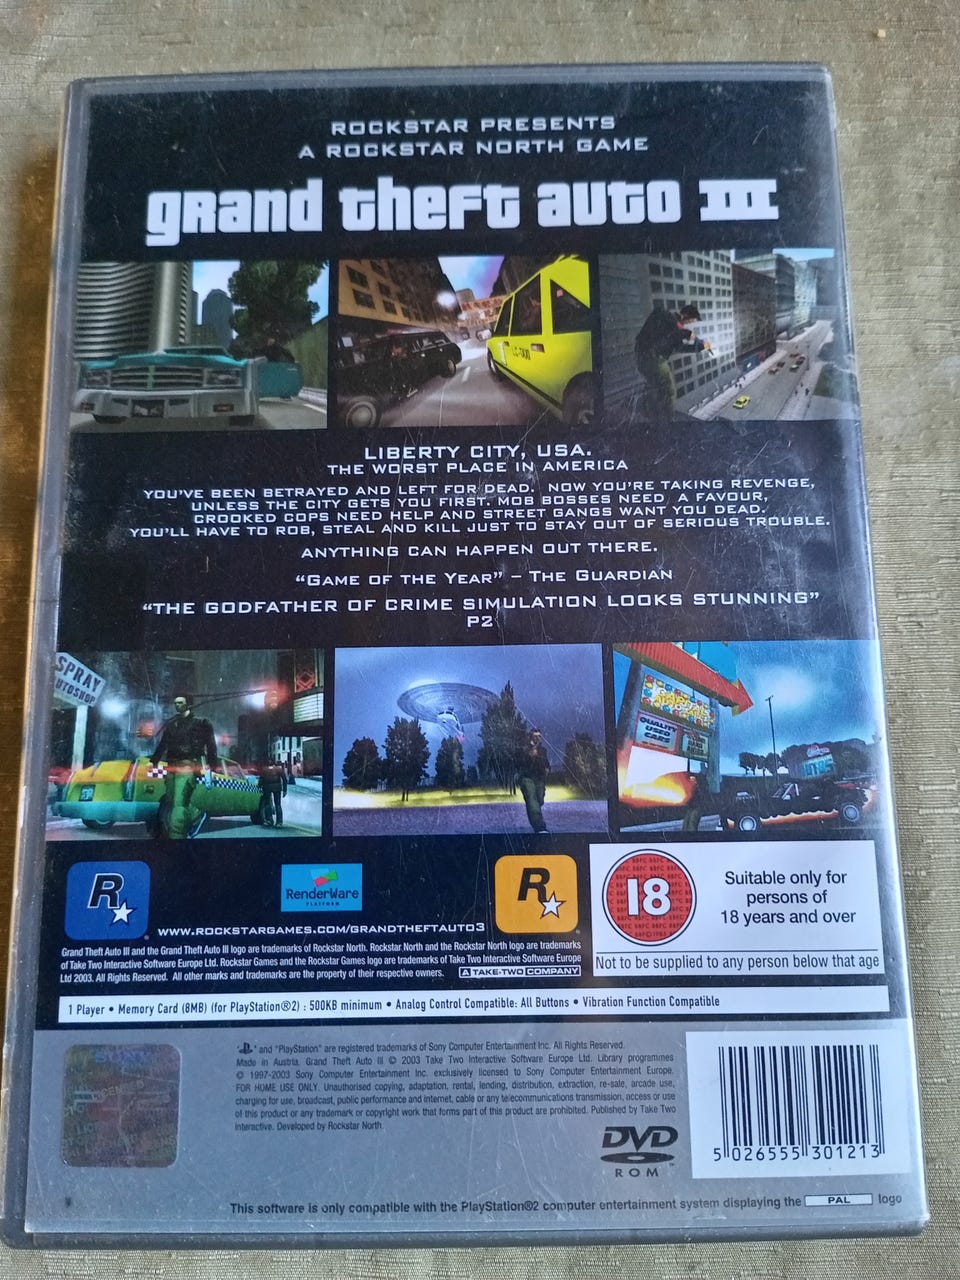 ROCKSTAR PRESENTS
A ROCKSTAR NORTH GAME
grand theft auto III
LIBERTY CITY, USA.
THE WORST PLACE IN AMERICA
YOU'VE BEEN BETRAYED AND LEFT FOR DEAD. NOW YOU'RE TAKING REVENGE,
UNLESS THE CITY GETS YOU FIRST. MOB BOSSES NEED A FAVOUR,
CROOKED COPS NEED HELP AND STREET GANGS WANT YOU DEAD.
YOU'LL HAVE TO ROB, STEAL AND KILL JUST TO STAY OUT OF SERIOUS TROUBLE.
ANYTHING CAN HAPPEN OUT THERE.
"GAME OF THE YEAR" – THE GUARDIAN
"THE GODFATHER OF CRIME SIMULATION LOOKS STUNNING"
P2
SPRAY
QUALITY
USED
CARS
R
RenderWare
PLATFORM
R
www.rockstargames.com/grandtheftauto3
18
Suitable only for
persons of
18 years and over
Not to be supplied to any person below that age
Grand Theft Auto III and the Grand Theft Auto III logo are trademarks of Rockstar North. Rockstar North and the Rockstar North logo are trademarks
of Take Two Interactive Software Europe Ltd. Rockstar Games and the Rockstar Games logo are trademarks of Take Two Interactive Software Europe
Ltd 2003. All Rights Reserved. All other marks and trademarks are the property of their respective owners.
A TAKE-TWO COMPANY
1 Player • Memory Card (8MB) (for PlayStation®2) : 500KB minimum • Analog Control Compatible: All Buttons • Vibration Function Compatible
" " and "PlayStation" are registered trademarks of Sony Computer Entertainment Inc. All Rights Reserved.
Made in Austria. Grand Theft Auto III © 2003 Take Two Interactive Software Europe Ltd. Library programmes
© 1997-2003 Sony Computer Entertainment Inc. exclusively licensed to Sony Computer Entertainment Europe.
FOR HOME USE ONLY. Unauthorised copying, adaptation, rental, lending, distribution, extraction, re-sale, arcade use,
charging for use, broadcast, public performance and internet, cable or any telecommunications transmission, access or use
of this product or any trademark or copyright work that forms part of this product are prohibited. Published by Take Two
Interactive. Developed by Rockstar North.
DVD
ROM
5 026555 301213
This software is only compatible with the PlayStation®2 computer entertainment system displaying the PAL logo